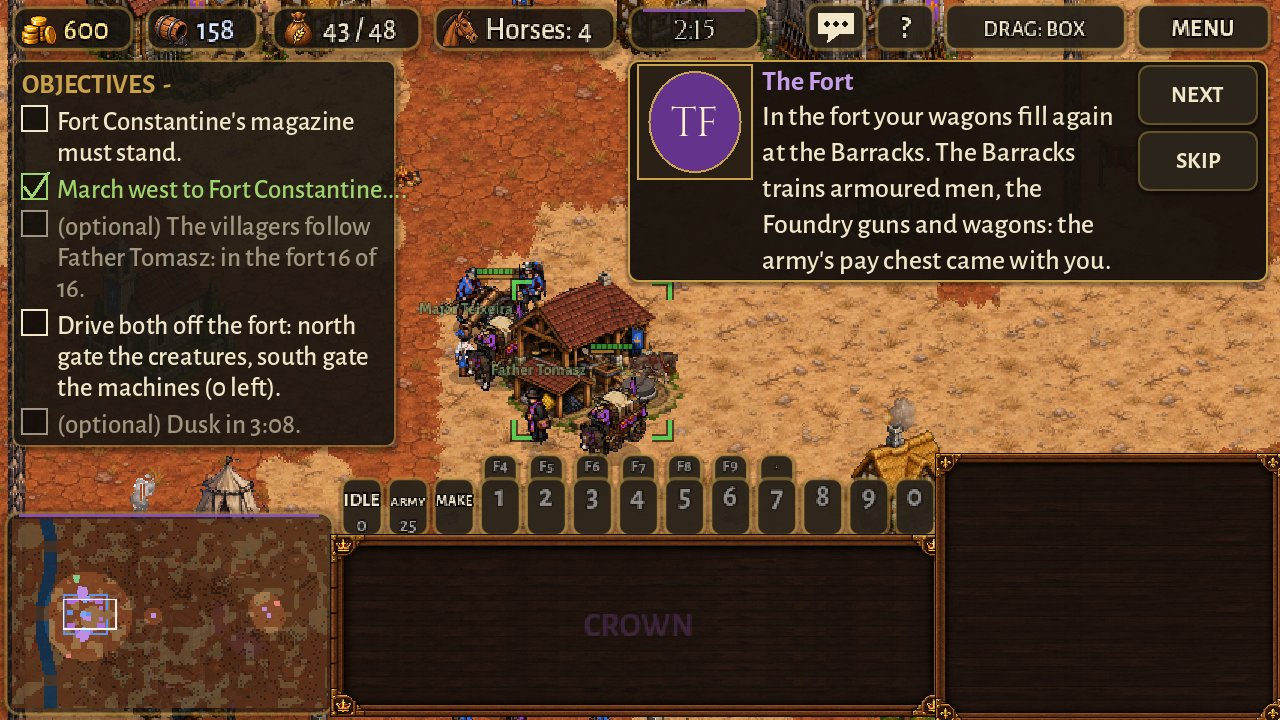 600
158
43/48
Horses: 4
2:15
?
DRAG: BOX
MENU
OBJECTIVES -
Fort Constantine's magazine
must stand.
March west to Fort Constantine...
(optional) The villagers follow
Father Tomasz: in the fort 16 of
16.
Drive both off the fort: north
gate the creatures, south gate
the machines (0 left).
(optional) Dusk in 3:08.
TF
The Fort
In the fort your wagons fill again
at the Barracks. The Barracks
trains armoured men, the
Foundry guns and wagons: the
army's pay chest came with you.
NEXT
SKIP
Major Teixeira
Father Tomasz
F4 F5 F6 F7 F8 F9
IDLE 0
ARMY 25
MAKE
1 2 3 4 5 6 7 8 9 0
CROWN